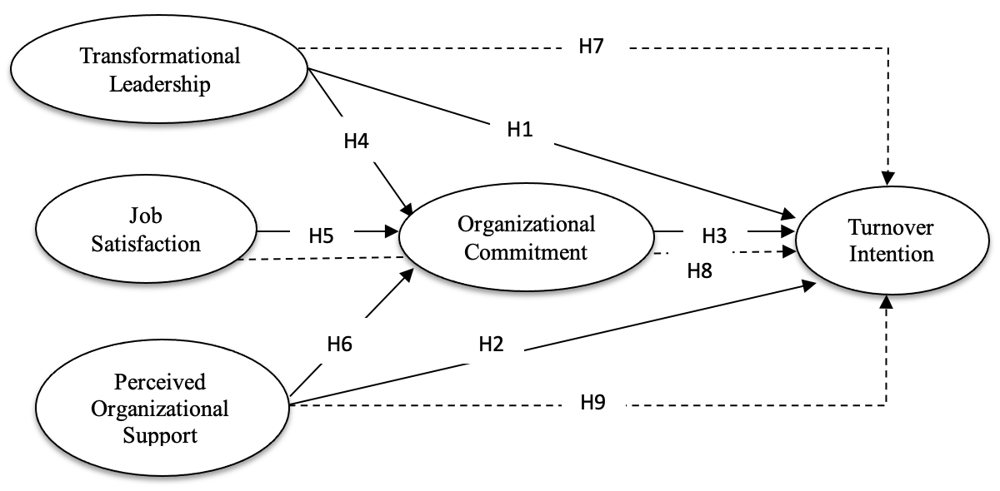 Transformational
Leadership
H7
H1
H4
Job
Satisfaction
H5
Organizational
Commitment
H3
H8
Turnover
Intention
H6
H2
Perceived
Organizational
Support
H9